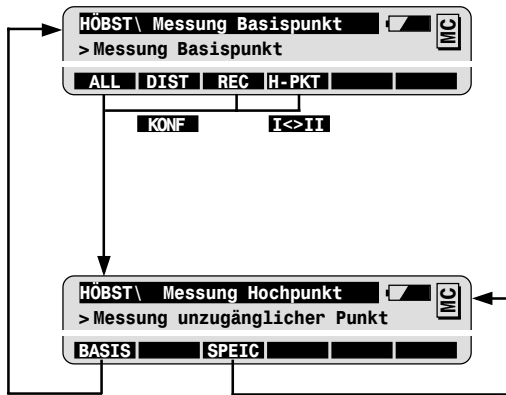 HÖBST\ Messung Basispunkt MC
> Messung Basispunkt
ALL DIST REC H-PKT
KONF I<>II
HÖBST\ Messung Hochpunkt MC
> Messung unzugänglicher Punkt
BASIS SPEIC